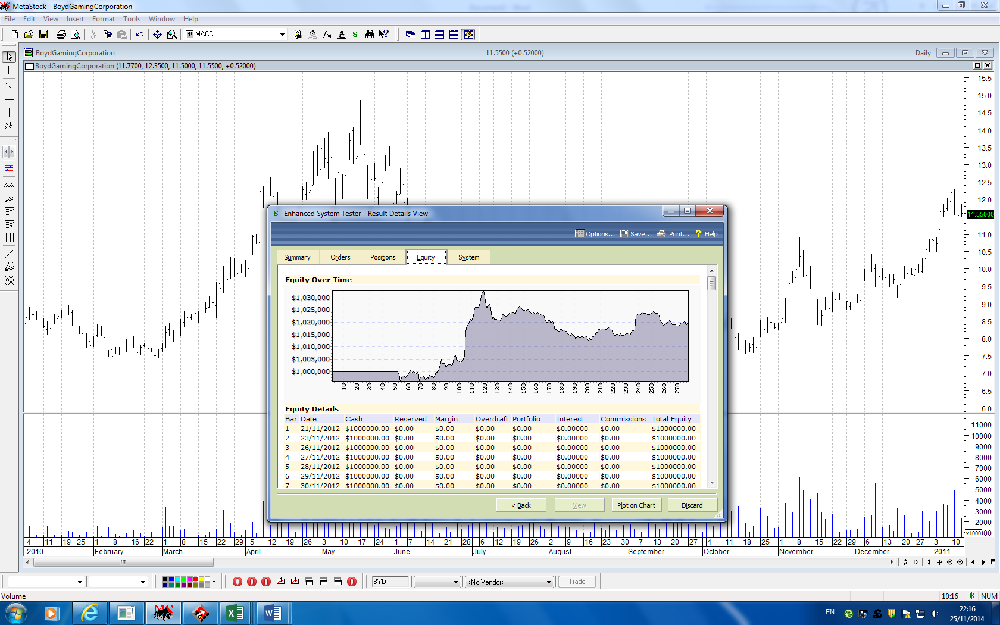 MetaStock - BoydGamingCorporation
File Edit View Insert Format Tools Window Help
MACD
BoydGamingCorporation 11.5500 (+0.52000) Daily
BoydGamingCorporation (11.7700, 12.3500, 11.5000, 11.5500, +0.52000)
15.5
15.0
14.5
14.0
13.5
13.0
12.5
12.0
11.55000
11.0
10.5
10.0
9.5
9.0
8.5
8.0
7.5
7.0
6.5
6.0
Enhanced System Tester - Result Details View
Options... Save... Print... Help
Summary Orders Positions Equity System
Equity Over Time
$1,030,000
$1,025,000
$1,020,000
$1,015,000
$1,010,000
$1,005,000
$1,000,000
10 20 30 40 50 60 70 80 90 100 110 120 130 140 150 160 170 180 190 200 210 220 230 240 250 260 270
Equity Details
Bar Date Cash Reserved Margin Overdraft Portfolio Interest Commissions Total Equity
1 21/11/2012 $1000000.00 $0.00 $0.00 $0.00 $0.00 $0.00000 $0.00 $1000000.00
2 23/11/2012 $1000000.00 $0.00 $0.00 $0.00 $0.00 $0.00000 $0.00 $1000000.00
3 26/11/2012 $1000000.00 $0.00 $0.00 $0.00 $0.00 $0.00000 $0.00 $1000000.00
4 27/11/2012 $1000000.00 $0.00 $0.00 $0.00 $0.00 $0.00000 $0.00 $1000000.00
5 28/11/2012 $1000000.00 $0.00 $0.00 $0.00 $0.00 $0.00000 $0.00 $1000000.00
6 29/11/2012 $1000000.00 $0.00 $0.00 $0.00 $0.00 $0.00000 $0.00 $1000000.00
7 30/11/2012 $1000000.00 $0.00 $0.00 $0.00 $0.00 $0.00000 $0.00 $1000000.00
< Back View Plot on Chart Discard
11000
10000
9000
8000
7000
6000
5000
4000
3000
2000
x1000
4 11 19 25 1 8 16 22 1 8 15 22 29 5 12 19 26 3 10 17 24 1 7 14 21 28 6 12 19 26 2 9 16 23 30 7 13 20 27 4 11 18 25 1 8 15 22 29 6 13 20 27 3 10
2010 February March April May June July August September October November December 2011
D
BYD <No Vendor> Trade
Volume 10:16 $ NUM
EN 22:16
25/11/2014